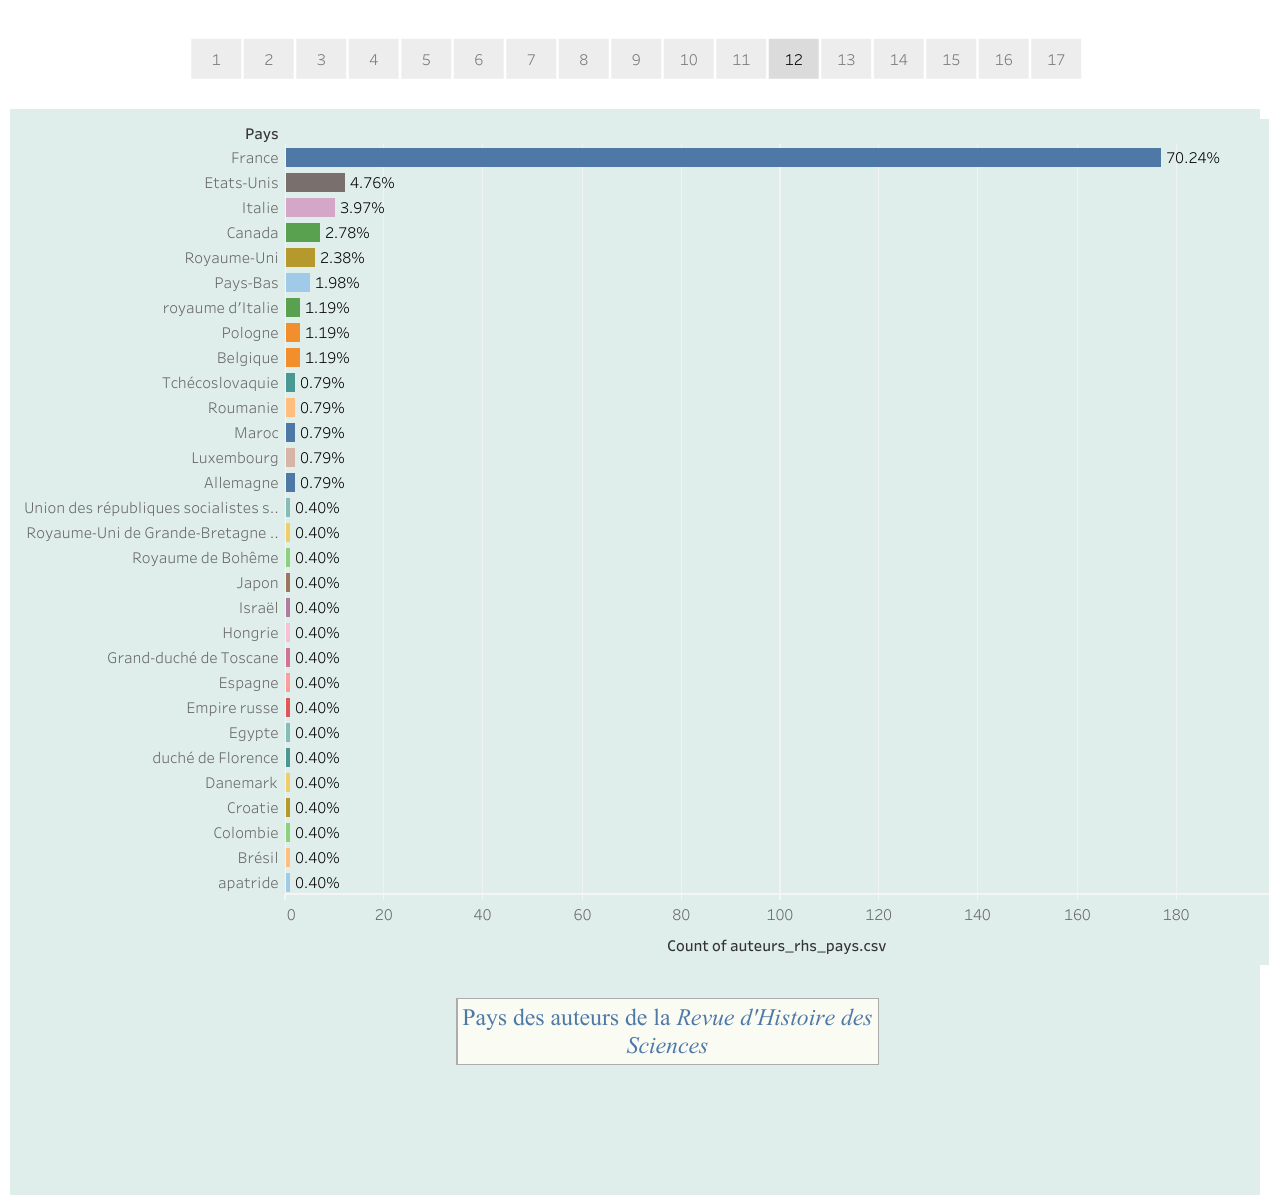 1 2 3 4 5 6 7 8 9 10 11 12 13 14 15 16 17
Pays
France 70.24%
Etats-Unis 4.76%
Italie 3.97%
Canada 2.78%
Royaume-Uni 2.38%
Pays-Bas 1.98%
royaume d'Italie 1.19%
Pologne 1.19%
Belgique 1.19%
Tchécoslovaquie 0.79%
Roumanie 0.79%
Maroc 0.79%
Luxembourg 0.79%
Allemagne 0.79%
Union des républiques socialistes s.. 0.40%
Royaume-Uni de Grande-Bretagne .. 0.40%
Royaume de Bohême 0.40%
Japon 0.40%
Israël 0.40%
Hongrie 0.40%
Grand-duché de Toscane 0.40%
Espagne 0.40%
Empire russe 0.40%
Egypte 0.40%
duché de Florence 0.40%
Danemark 0.40%
Croatie 0.40%
Colombie 0.40%
Brésil 0.40%
apatride 0.40%
0 20 40 60 80 100 120 140 160 180
Count of auteurs_rhs_pays.csv
Pays des auteurs de la Revue d'Histoire des
Sciences